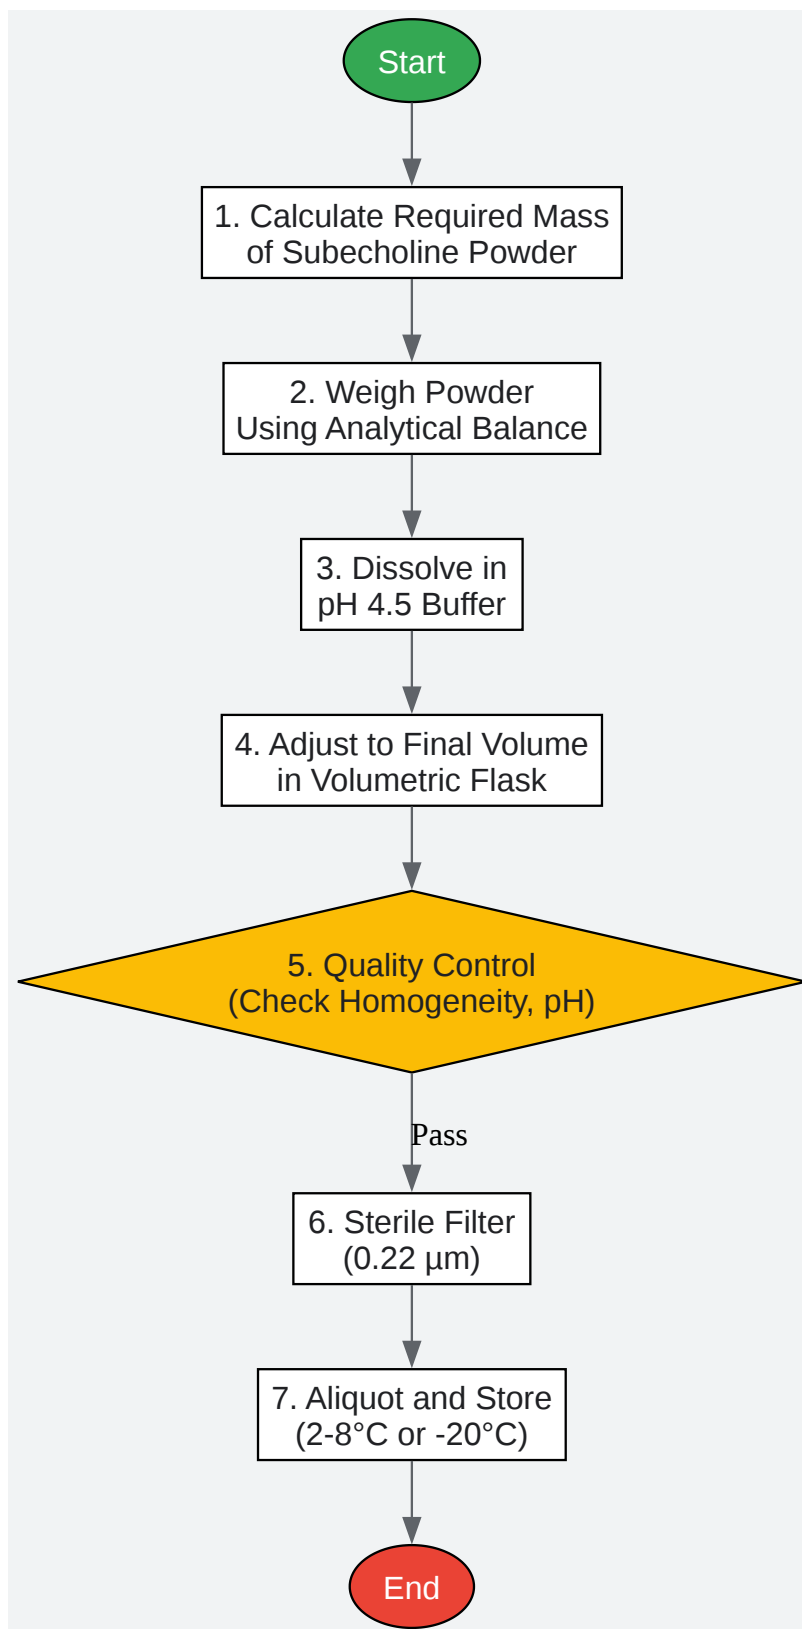 Start
1. Calculate Required Mass
of Subecholine Powder
2. Weigh Powder
Using Analytical Balance
3. Dissolve in
pH 4.5 Buffer
4. Adjust to Final Volume
in Volumetric Flask
5. Quality Control
(Check Homogeneity, pH)
Pass
6. Sterile Filter
(0.22 µm)
7. Aliquot and Store
(2-8°C or -20°C)
End